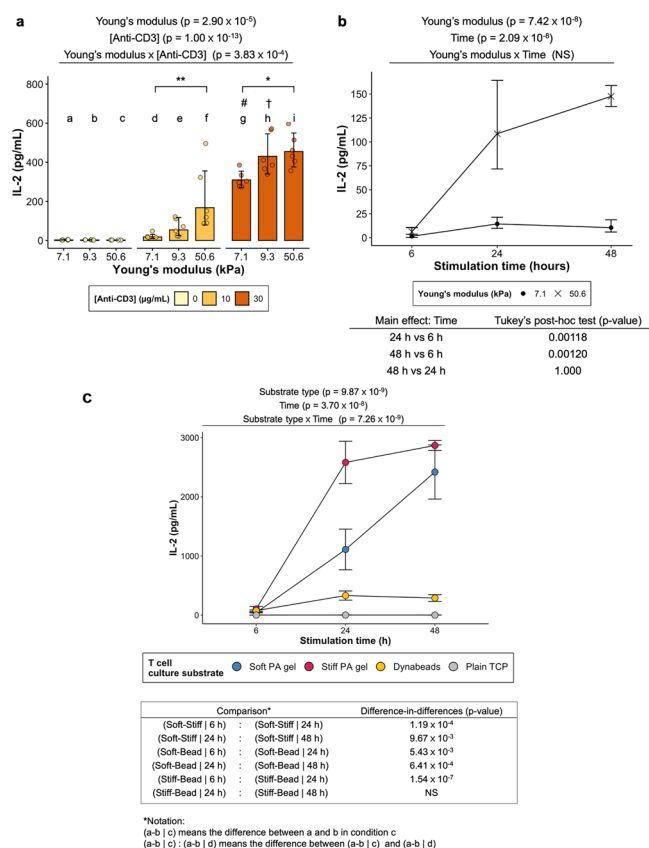 a
Young's modulus (p = 2.90 x 10-5)
[Anti-CD3] (p = 1.00 x 10-13)
Young's modulus x [Anti-CD3] (p = 3.83 x 10-4)
800
600
400
200
0
IL-2 (pg/mL)
** *
# †
a b c d e f g h i
7.1 9.3 50.6 7.1 9.3 50.6 7.1 9.3 50.6
Young's modulus (kPa)
[Anti-CD3] (µg/mL) 0 10 30
b
Young's modulus (p = 7.42 x 10-8)
Time (p = 2.09 x 10-8)
Young's modulus x Time (NS)
150
125
100
75
50
25
0
IL-2 (pg/mL)
6 24 48
Stimulation time (hours)
Young's modulus (kPa) 7.1 50.6
Main effect: Time Tukey's post-hoc test (p-value)
24 h vs 6 h 0.00118
48 h vs 6 h 0.00120
48 h vs 24 h 1.000
c
Substrate type (p = 9.87 x 10-9)
Time (p = 3.70 x 10-8)
Substrate type x Time (p = 7.26 x 10-9)
3000
2000
1000
0
IL-2 (pg/mL)
6 24 48
Stimulation time (h)
T cell
culture substrate
Soft PA gel Stiff PA gel Dynabeads Plain TCP
Comparison* Difference-in-differences (p-value)
(Soft-Stiff | 6 h) : (Soft-Stiff | 24 h) 1.19 x 10-4
(Soft-Stiff | 24 h) : (Soft-Stiff | 48 h) 9.67 x 10-3
(Soft-Bead | 6 h) : (Soft-Bead | 24 h) 5.43 x 10-3
(Soft-Bead | 24 h) : (Soft-Bead | 48 h) 6.41 x 10-4
(Stiff-Bead | 6 h) : (Stiff-Bead | 24 h) 1.54 x 10-7
(Stiff-Bead | 24 h) : (Stiff-Bead | 48 h) NS
*Notation:
(a-b | c) means the difference between a and b in condition c
(a-b | c) : (a-b | d) means the difference between (a-b | c) and (a-b | d)